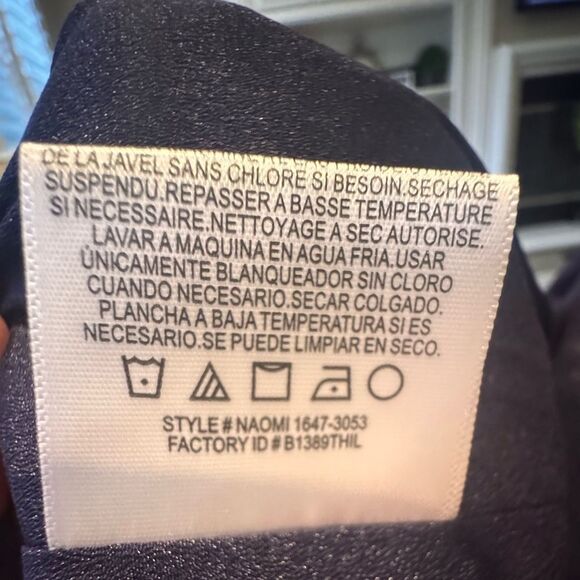 DE LA JAVEL SANS CHLORE SI BESOIN.SECHAGE
SUSPENDU.REPASSER A BASSE TEMPERATURE
SI NECESSAIRE.NETTOYAGE A SEC AUTORISE.
LAVAR A MAQUINA EN AGUA FRIA.USAR
ÚNICAMENTE BLANQUEADOR SIN CLORO
CUANDO NECESARIO.SECAR COLGADO.
PLANCHA A BAJA TEMPERATURA SI ES
NECESARIO.SE PUEDE LIMPIAR EN SECO.
STYLE # NAOMI 1647-3053
FACTORY ID # B1389THIL